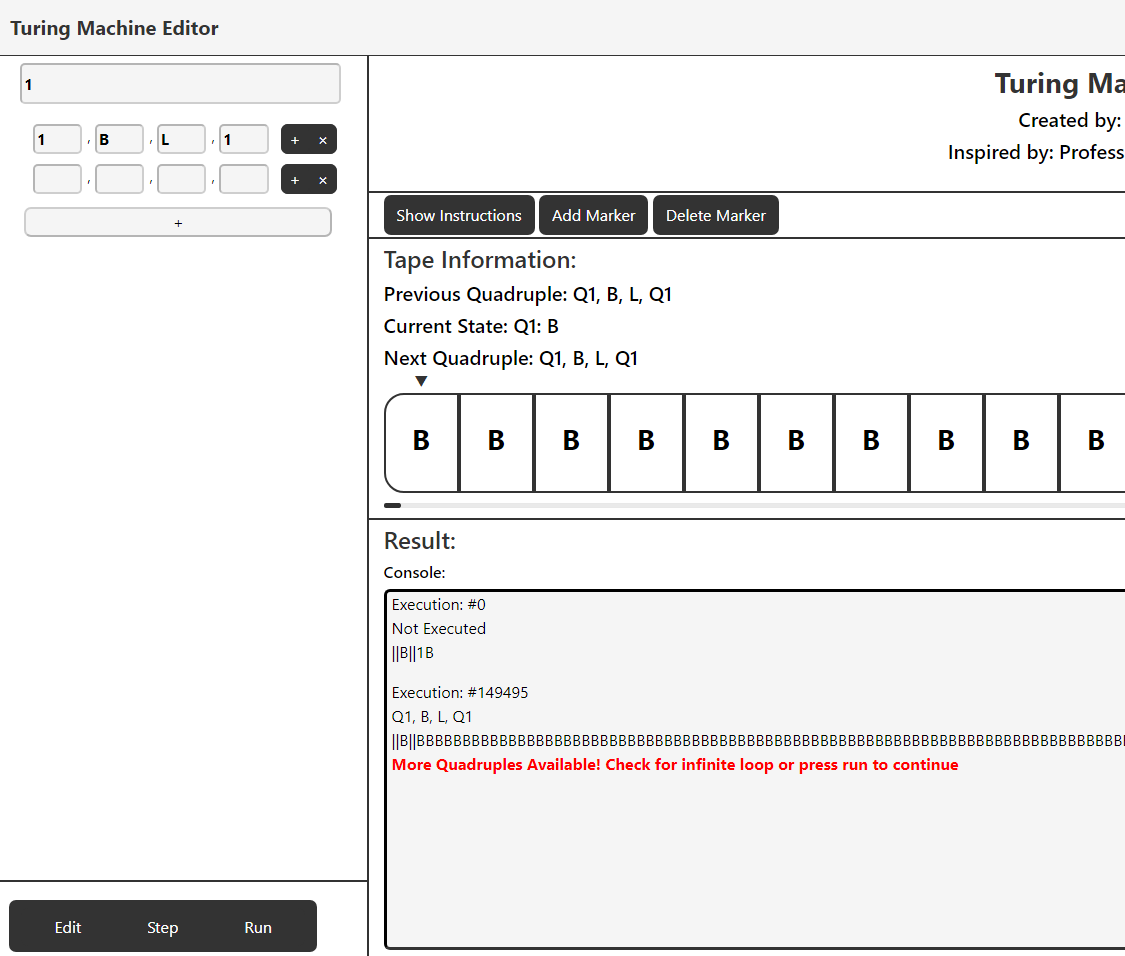 Turing Machine Editor
1
1 , B , L , 1 + ×
, , , + ×
+
Edit Step Run
Turing Ma
Created by:
Inspired by: Profess
Show Instructions Add Marker Delete Marker
Tape Information:
Previous Quadruple: Q1, B, L, Q1
Current State: Q1: B
Next Quadruple: Q1, B, L, Q1
▼
B B B B B B B B B B
Result:
Console:
Execution: #0
Not Executed
||B||1B
Execution: #149495
Q1, B, L, Q1
||B||BBBBBBBBBBBBBBBBBBBBBBBBBBBBBBBBBBBBBBBBBBBBBBBBBBBBBBBBBBBBBBBBBBBBBBBBBBBBBB
More Quadruples Available! Check for infinite loop or press run to continue